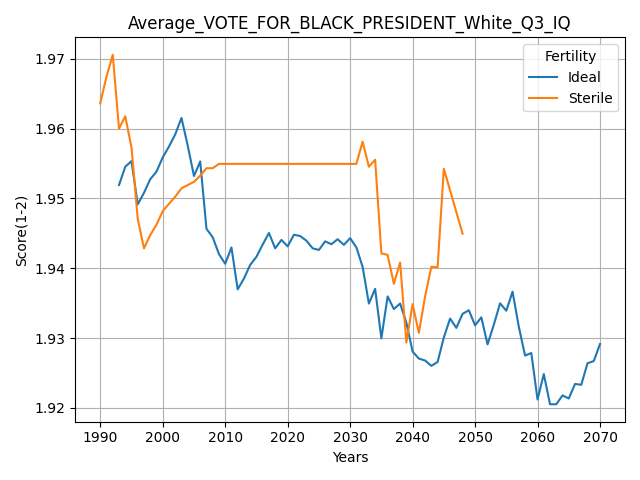 Average_VOTE_FOR_BLACK_PRESIDENT_White_Q3_IQ
Fertility
Ideal
Sterile
Score(1-2)
1.97
1.96
1.95
1.94
1.93
1.92
1990 2000 2010 2020 2030 2040 2050 2060 2070
Years